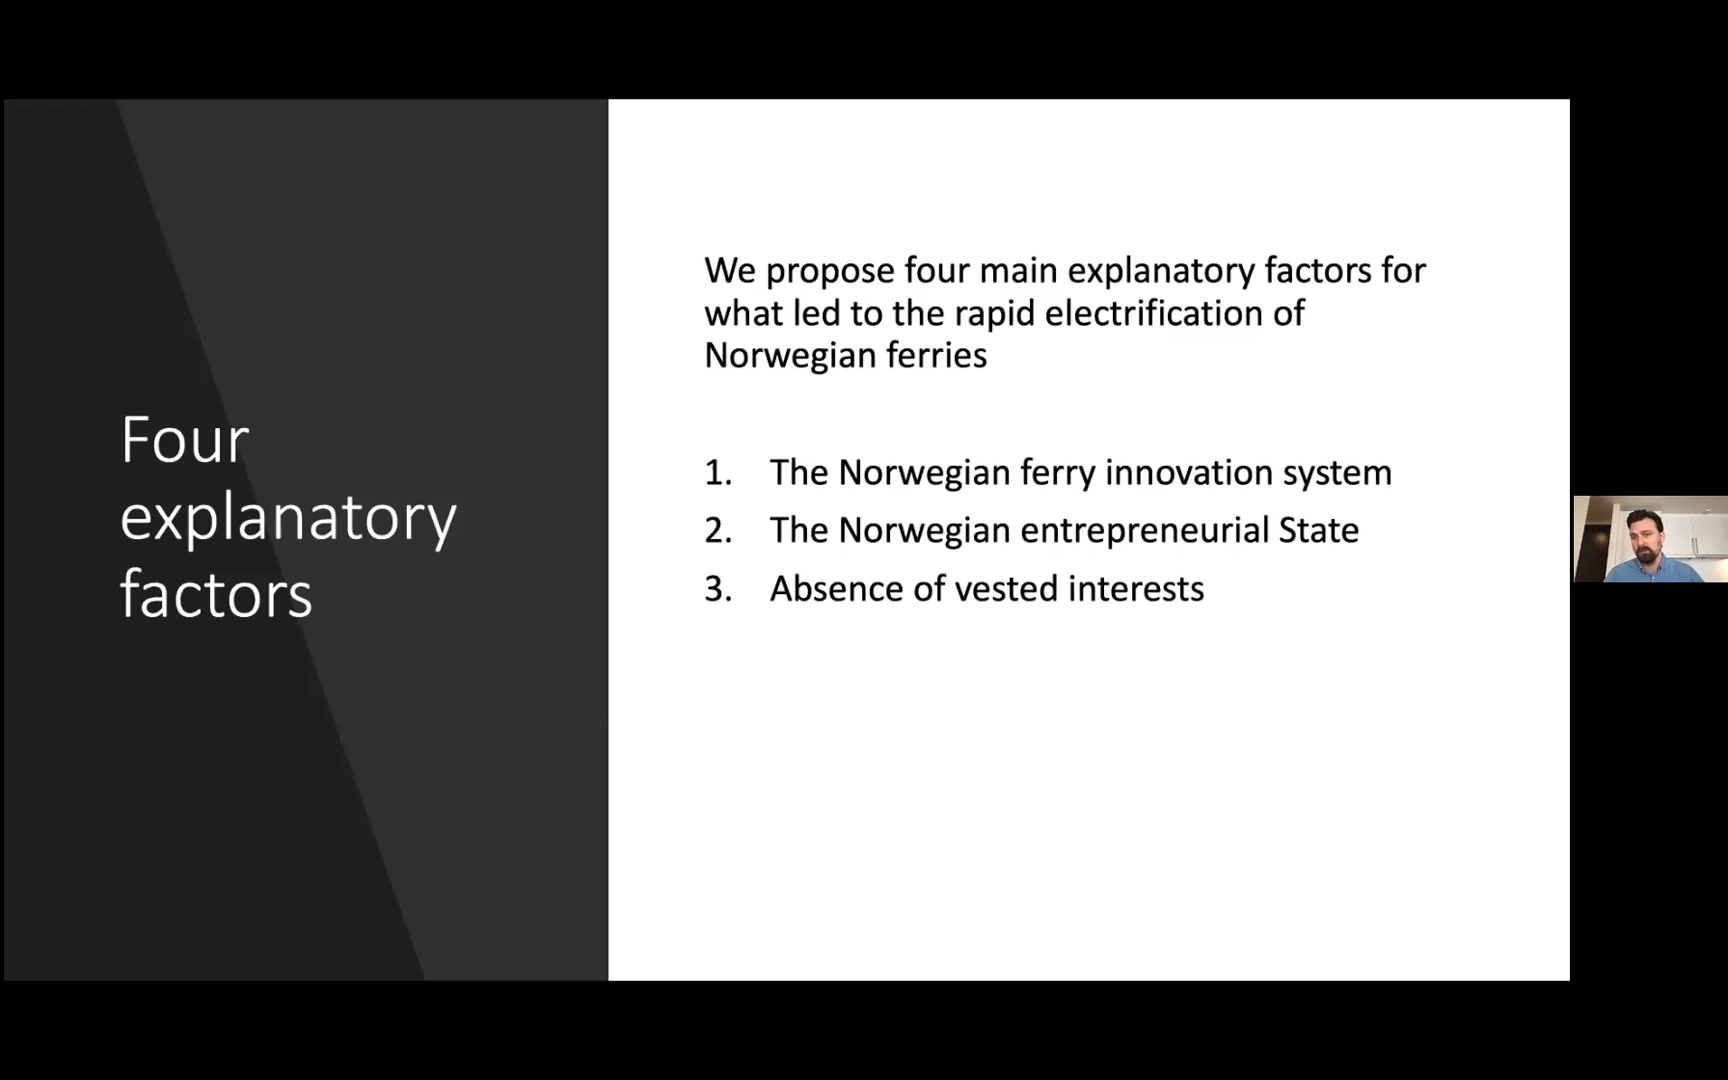 Four
explanatory
factors
We propose four main explanatory factors for
what led to the rapid electrification of
Norwegian ferries
1. The Norwegian ferry innovation system
2. The Norwegian entrepreneurial State
3. Absence of vested interests